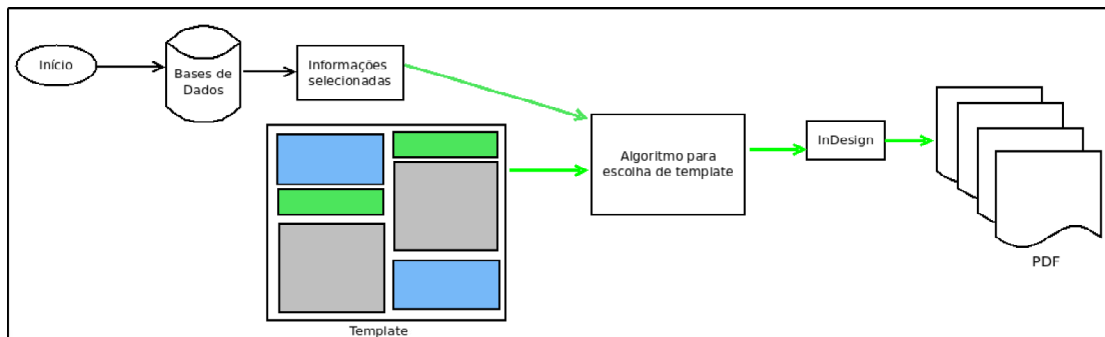 Início
Bases de
Dados
Informações
selecionadas
Algoritmo para
escolha de template
InDesign
PDF
Template